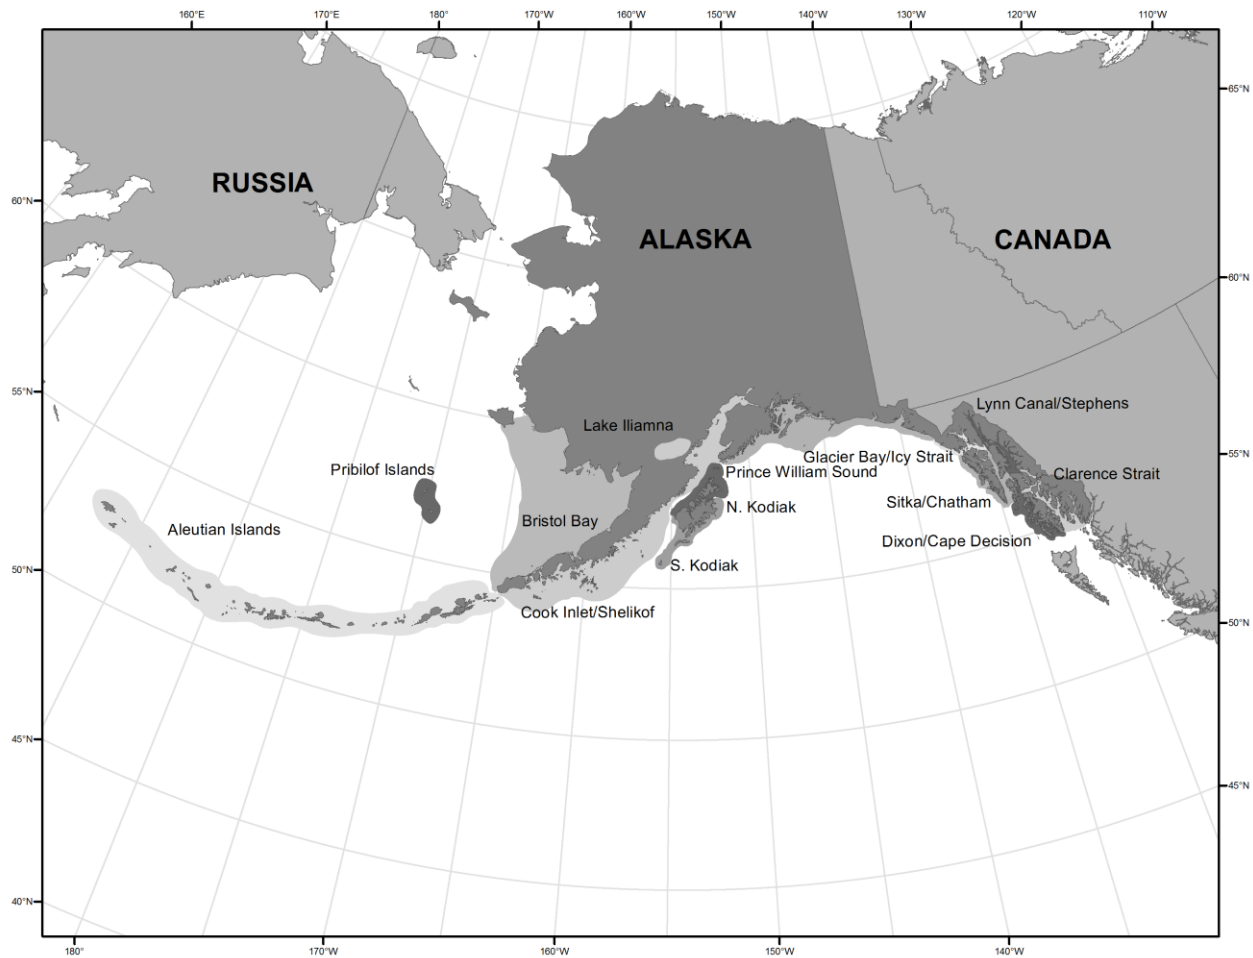 160°E 170°E 180° 170°W 160°W 150°W 140°W 130°W 120°W 110°W
65°N
RUSSIA
60°N
ALASKA
CANADA
60°N
55°N
Lynn Canal/Stephens
Lake Iliamna
55°N
Glacier Bay/Icy Strait
Pribilof Islands
Prince William Sound
Clarence Strait
Sitka/Chatham
N. Kodiak
Bristol Bay
Aleutian Islands
Dixon/Cape Decision
S. Kodiak
50°N
Cook Inlet/Shelikof
50°N
45°N
45°N
40°N
180° 170°W 160°W 150°W 140°W